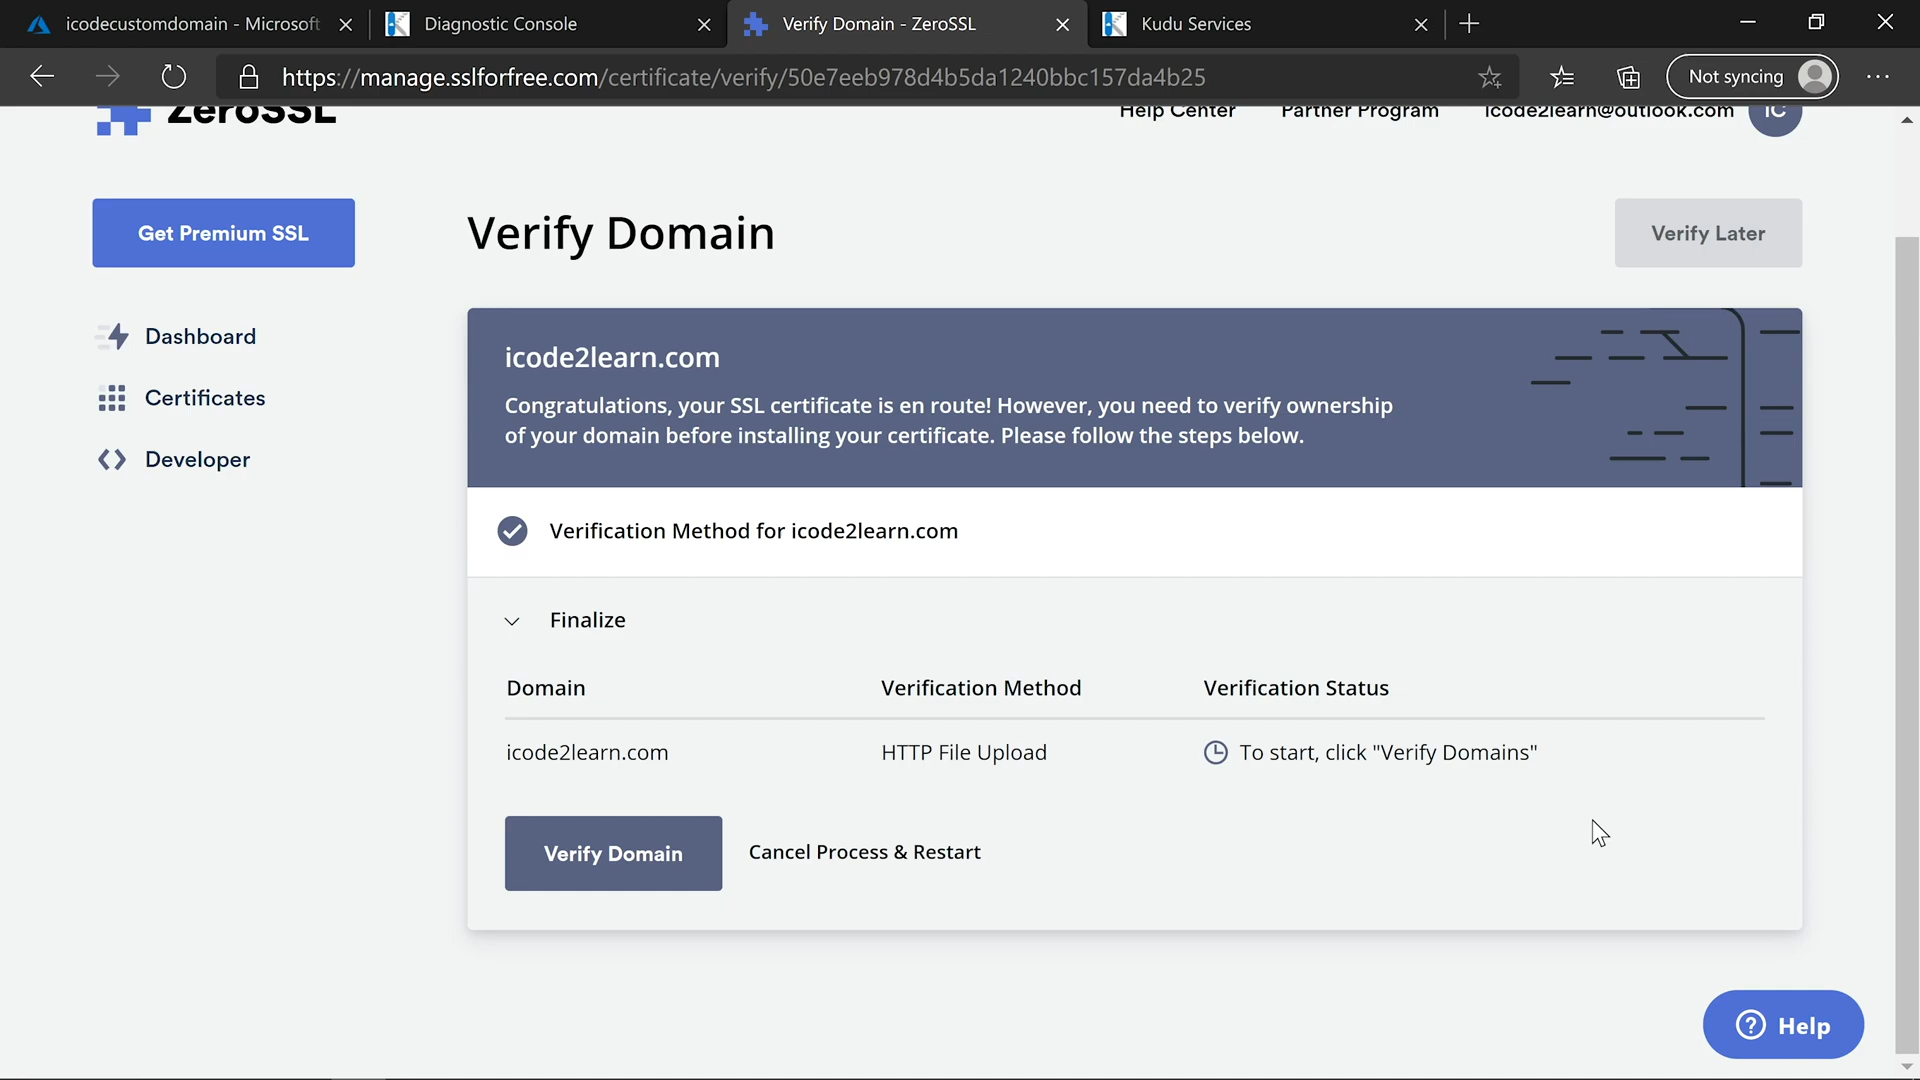 icodecustomdomain - Microsoft
Diagnostic Console
Verify Domain - ZeroSSL
Kudu Services
https://manage.sslforfree.com/certificate/verify/50e7eeb978d4b5da1240bbc157da4b25
Not syncing
ZeroSSL
Help Center
Partner Program
icode2learn@outlook.com
IC
Get Premium SSL
Verify Domain
Verify Later
Dashboard
Certificates
Developer
icode2learn.com
Congratulations, your SSL certificate is en route! However, you need to verify ownership
of your domain before installing your certificate. Please follow the steps below.
Verification Method for icode2learn.com
Finalize
Domain
Verification Method
Verification Status
icode2learn.com
HTTP File Upload
To start, click "Verify Domains"
Verify Domain
Cancel Process & Restart
Help